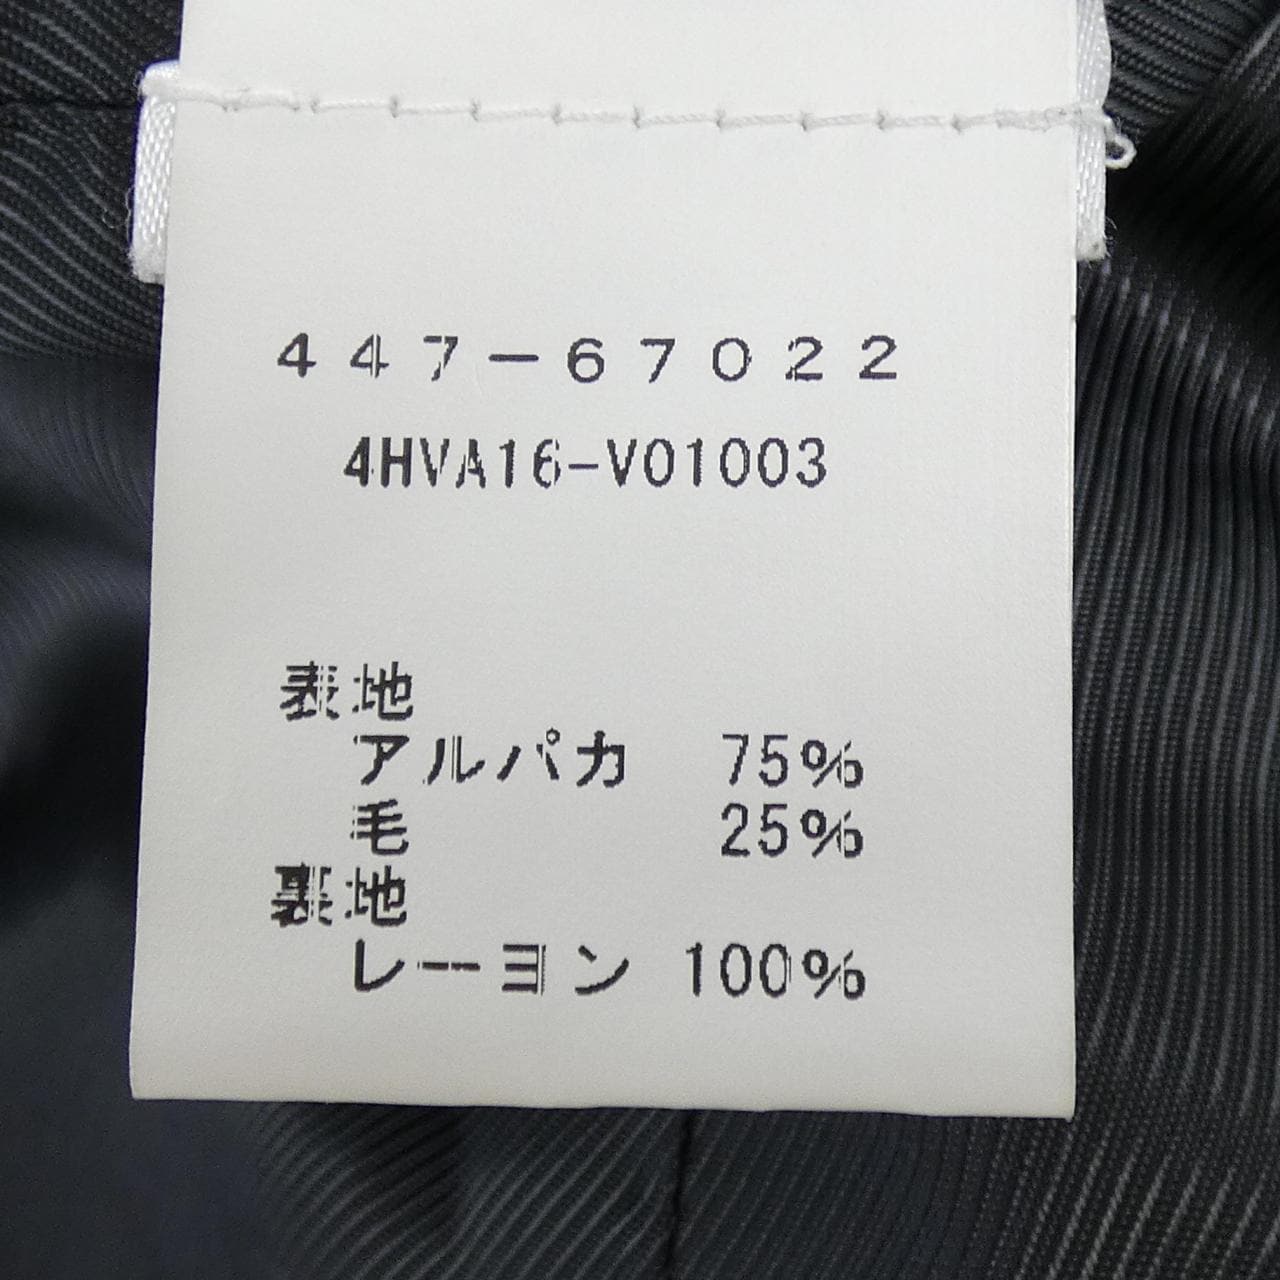 ４４７－６７０２２
4HVA16-V01003
表地
アルパカ 75%
毛 25%
裏地
レーヨン 100%